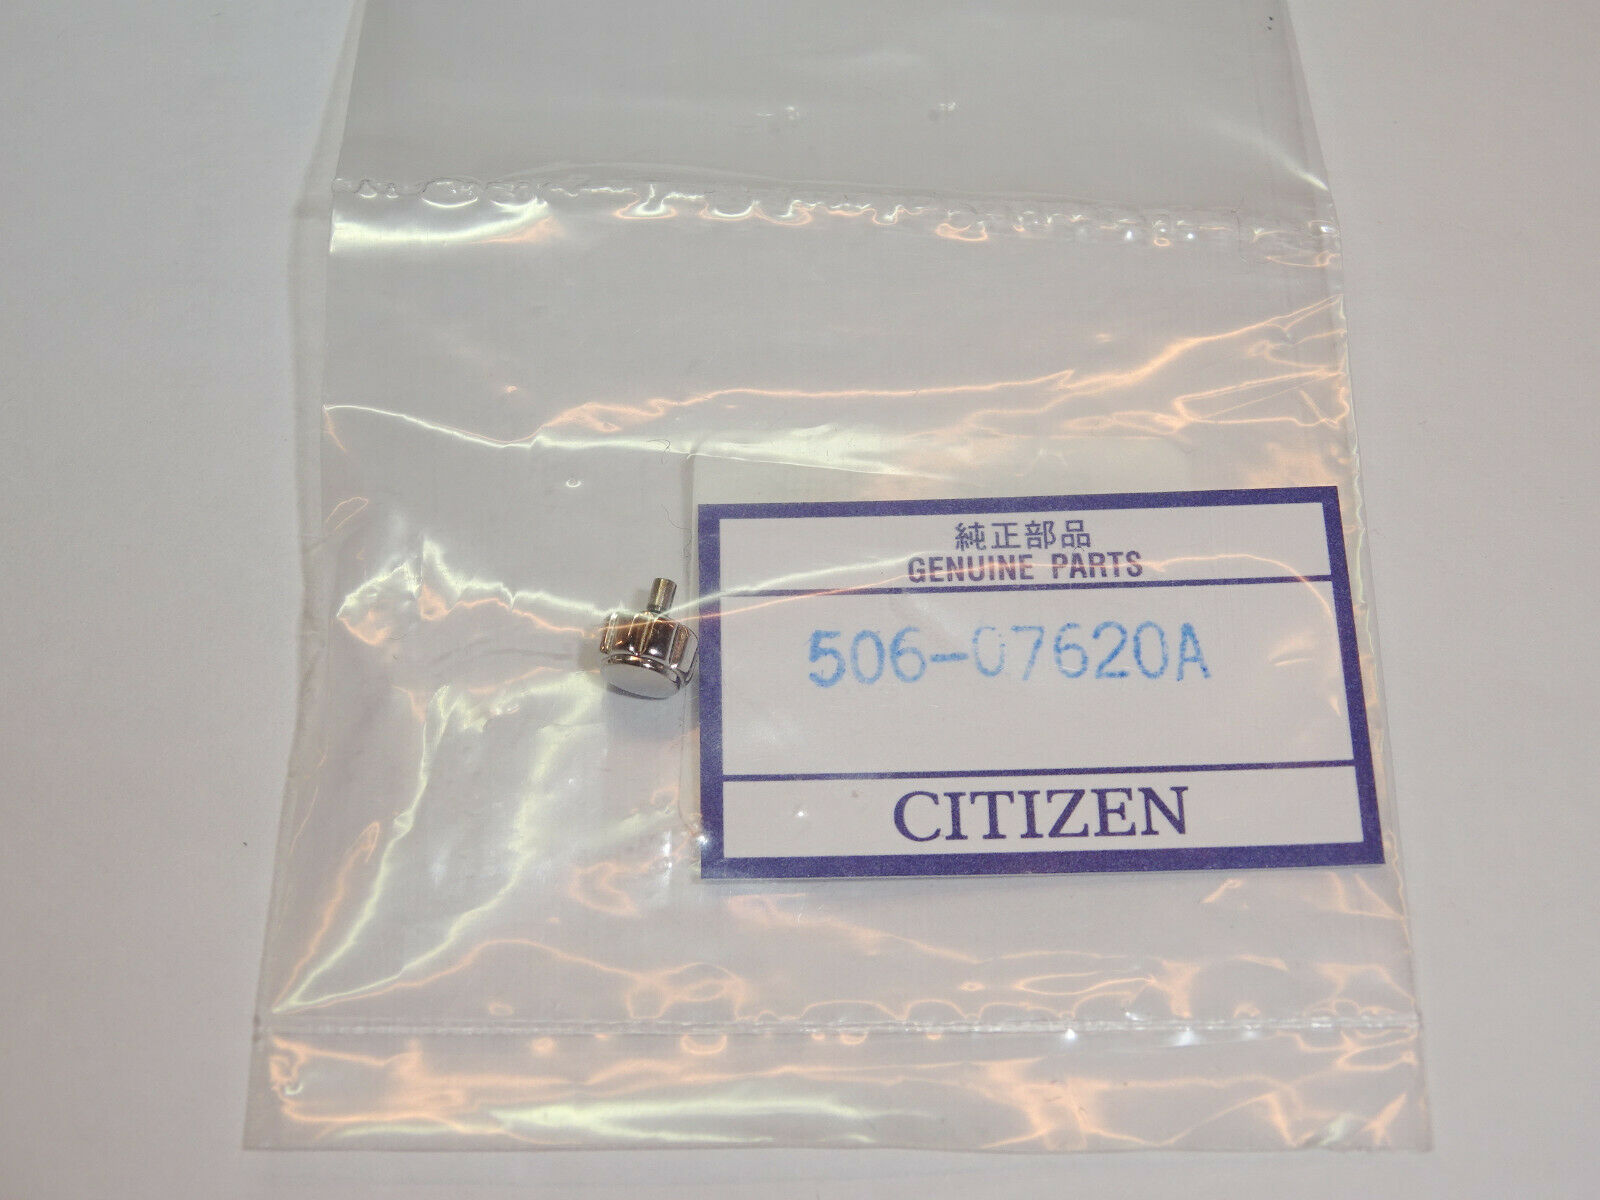 純正部品
GENUINE PARTS
506-07620A
CITIZEN